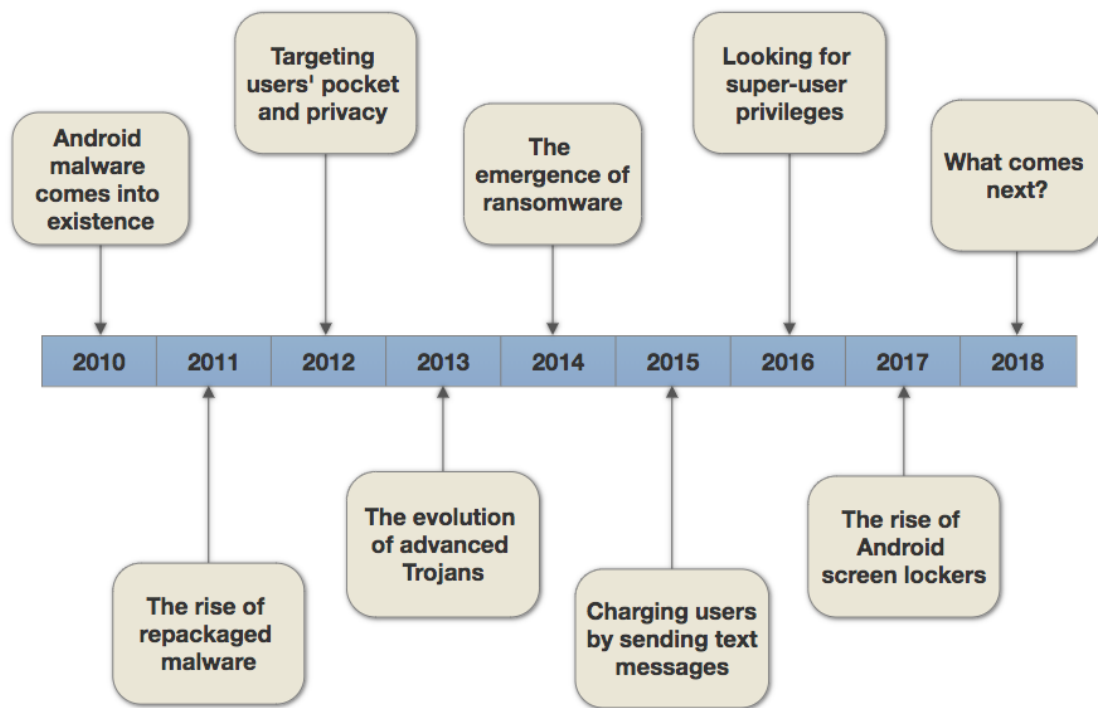 Targeting
users' pocket
and privacy
Looking for
super-user
privileges
Android
malware
comes into
existence
The
emergence of
ransomware
What comes
next?
2010 2011 2012 2013 2014 2015 2016 2017 2018
The evolution
of advanced
Trojans
The rise of
Android
screen lockers
The rise of
repackaged
malware
Charging users
by sending text
messages